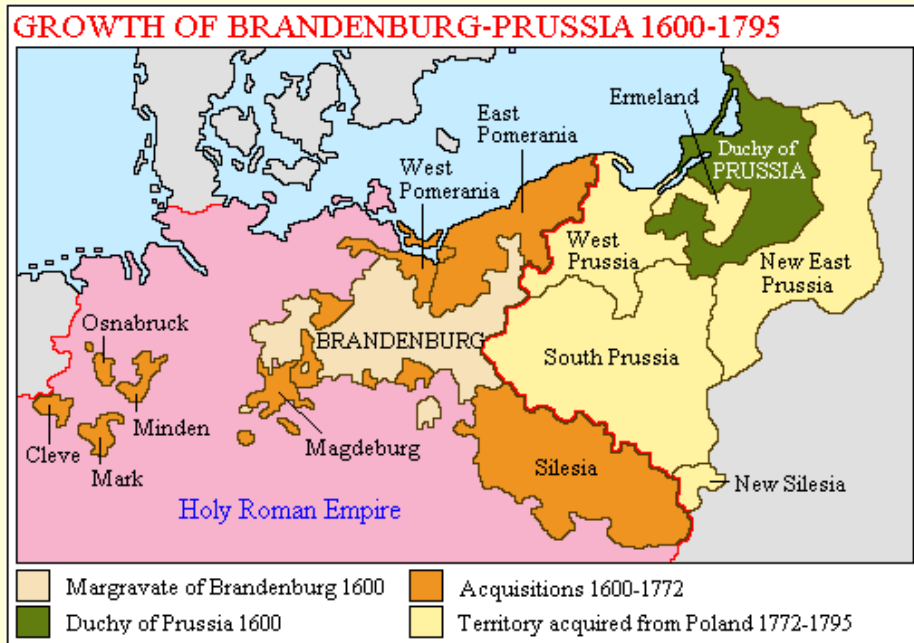 GROWTH OF BRANDENBURG-PRUSSIA 1600-1795
Ermeland
East
Pomerania
West
Pomerania
Duchy of
PRUSSIA
West
Prussia
New East
Prussia
Osnabruck
BRANDENBURG
South Prussia
Minden
Magdeburg
Cleve
Mark
Silesia
New Silesia
Holy Roman Empire
Margravate of Brandenburg 1600
Acquisitions 1600-1772
Duchy of Prussia 1600
Territory acquired from Poland 1772-1795